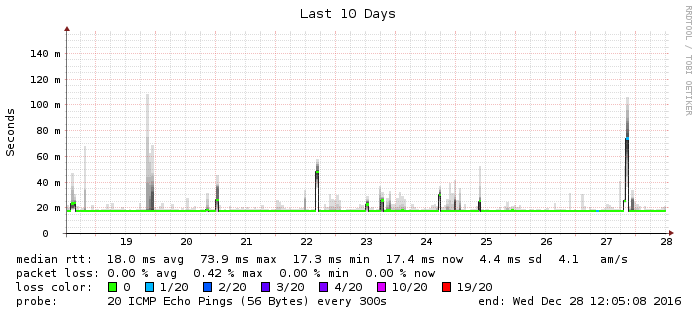 Last 10 Days
RRDTOOL / TOBI OETIKER
Seconds
140 m
120 m
100 m
80 m
60 m
40 m
20 m
0
19 20 21 22 23 24 25 26 27 28
median rtt: 18.0 ms avg 73.9 ms max 17.3 ms min 17.4 ms now 4.4 ms sd 4.1 am/s
packet loss: 0.00 % avg 0.42 % max 0.00 % min 0.00 % now
loss color: 0 1/20 2/20 3/20 4/20 10/20 19/20
probe: 20 ICMP Echo Pings (56 Bytes) every 300s end: Wed Dec 28 12:05:08 2016